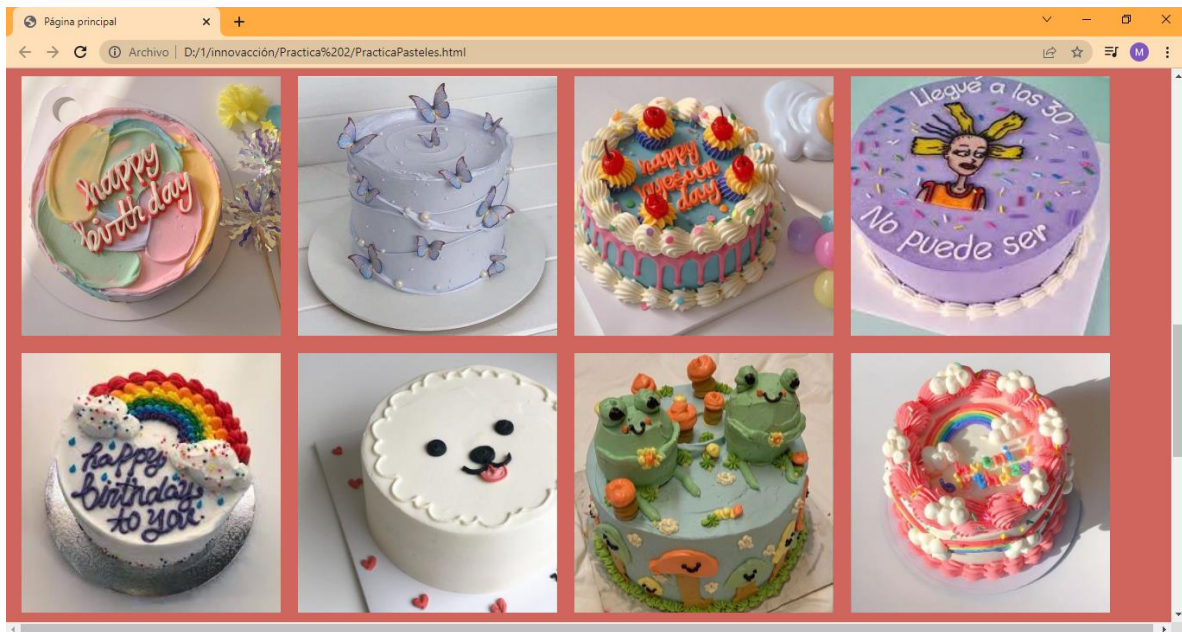 Página principal
Archivo
D:/1/innovacción/Practica%202/PracticaPasteles.html
M
happy
birthday
happy
hyejoon
day
Llegué a los 30
No puede ser
happy
birthday
to you.